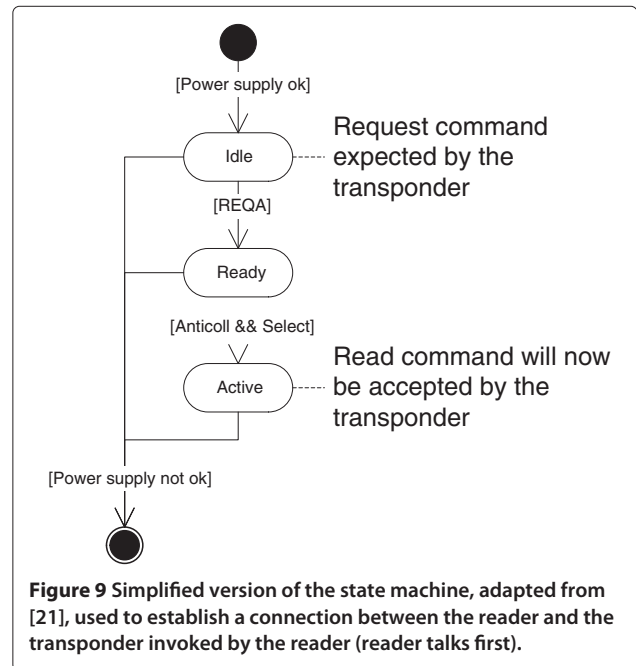 [Power supply ok]
Idle
Request command
expected by the
transponder
[REQA]
Ready
[Anticoll && Select]
Active
Read command will now
be accepted by the
transponder
[Power supply not ok]
Figure 9 Simplified version of the state machine, adapted from
[21], used to establish a connection between the reader and the
transponder invoked by the reader (reader talks first).